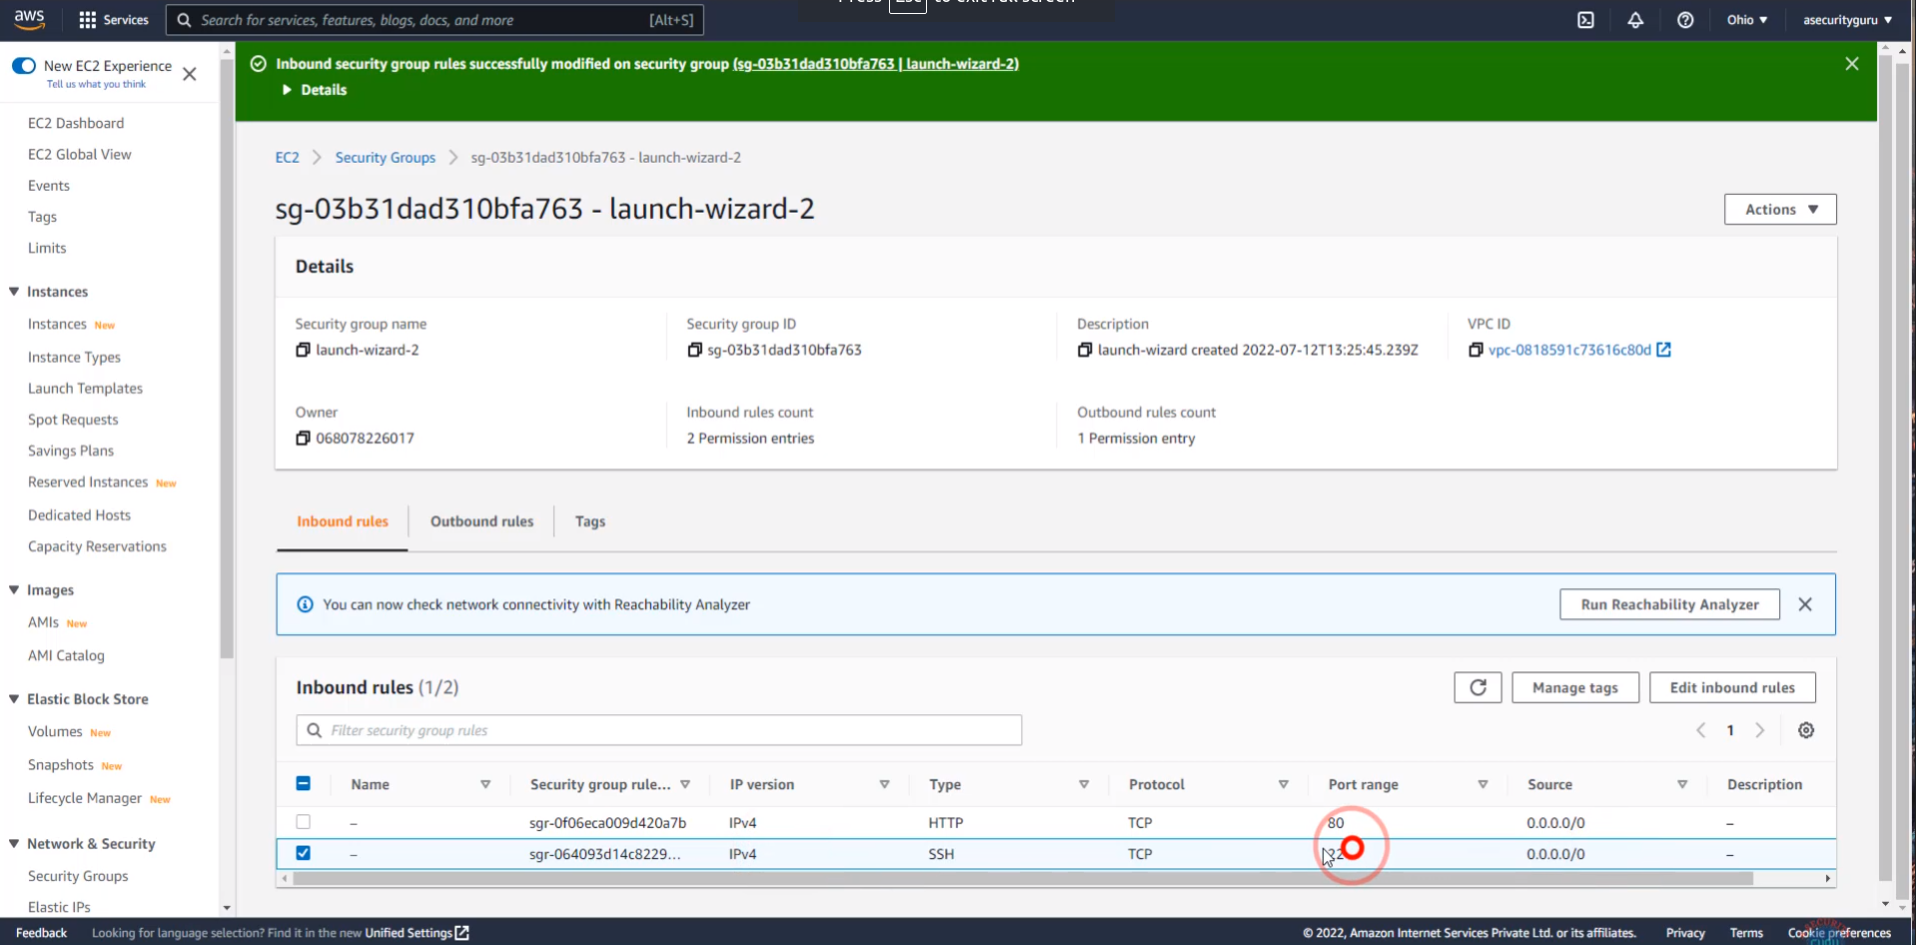 Press Esc to exit full screen
aws Services Search for services, features, blogs, docs, and more [Alt+S] Ohio asecurityguru
New EC2 Experience
Tell us what you think
EC2 Dashboard
EC2 Global View
Events
Tags
Limits
Instances
Instances New
Instance Types
Launch Templates
Spot Requests
Savings Plans
Reserved Instances New
Dedicated Hosts
Capacity Reservations
Images
AMIs New
AMI Catalog
Elastic Block Store
Volumes New
Snapshots New
Lifecycle Manager New
Network & Security
Security Groups
Elastic IPs
Inbound security group rules successfully modified on security group (sg-03b31dad310bfa763 | launch-wizard-2)
Details
EC2 Security Groups sg-03b31dad310bfa763 - launch-wizard-2
sg-03b31dad310bfa763 - launch-wizard-2 Actions
Details
Security group name Security group ID Description VPC ID
launch-wizard-2 sg-03b31dad310bfa763 launch-wizard created 2022-07-12T13:25:45.239Z vpc-0818591c73616c80d
Owner Inbound rules count Outbound rules count
068078226017 2 Permission entries 1 Permission entry
Inbound rules Outbound rules Tags
You can now check network connectivity with Reachability Analyzer Run Reachability Analyzer
Inbound rules (1/2) Manage tags Edit inbound rules
Filter security group rules 1
Name Security group rule... IP version Type Protocol Port range Source Description
– sgr-0f06eca009d420a7b IPv4 HTTP TCP 80 0.0.0.0/0 –
– sgr-064093d14c8229... IPv4 SSH TCP 22 0.0.0.0/0 –
Feedback Looking for language selection? Find it in the new Unified Settings © 2022, Amazon Internet Services Private Ltd. or its affiliates. Privacy Terms Cookie preferences